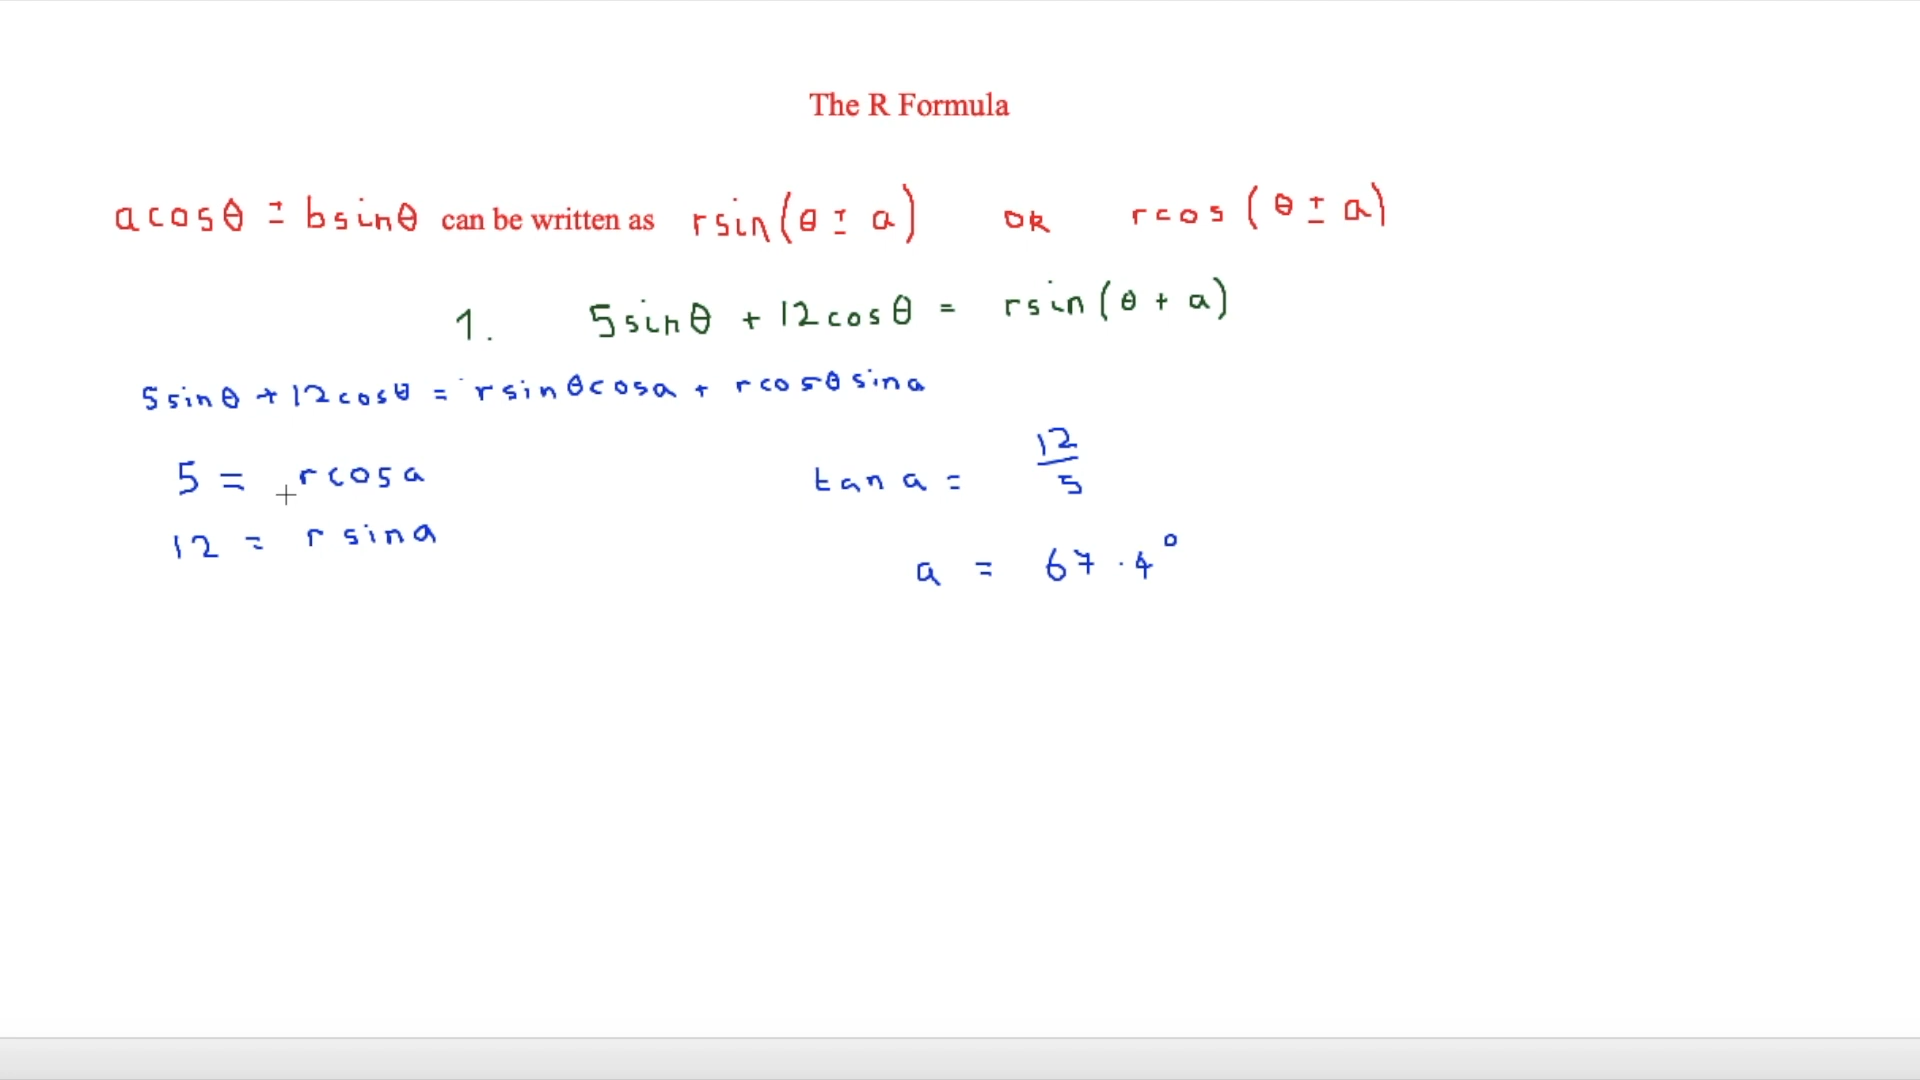 The R Formula
acosθ ± bsinθ can be written as rsin(θ ± a) OR rcos(θ ± a)
1. 5sinθ + 12cosθ = rsin(θ + a)
5sinθ + 12cosθ = rsinθcosa + rcosθsina
5 = rcosa
12 = rsina
tan a = 12/5
a = 67.4°